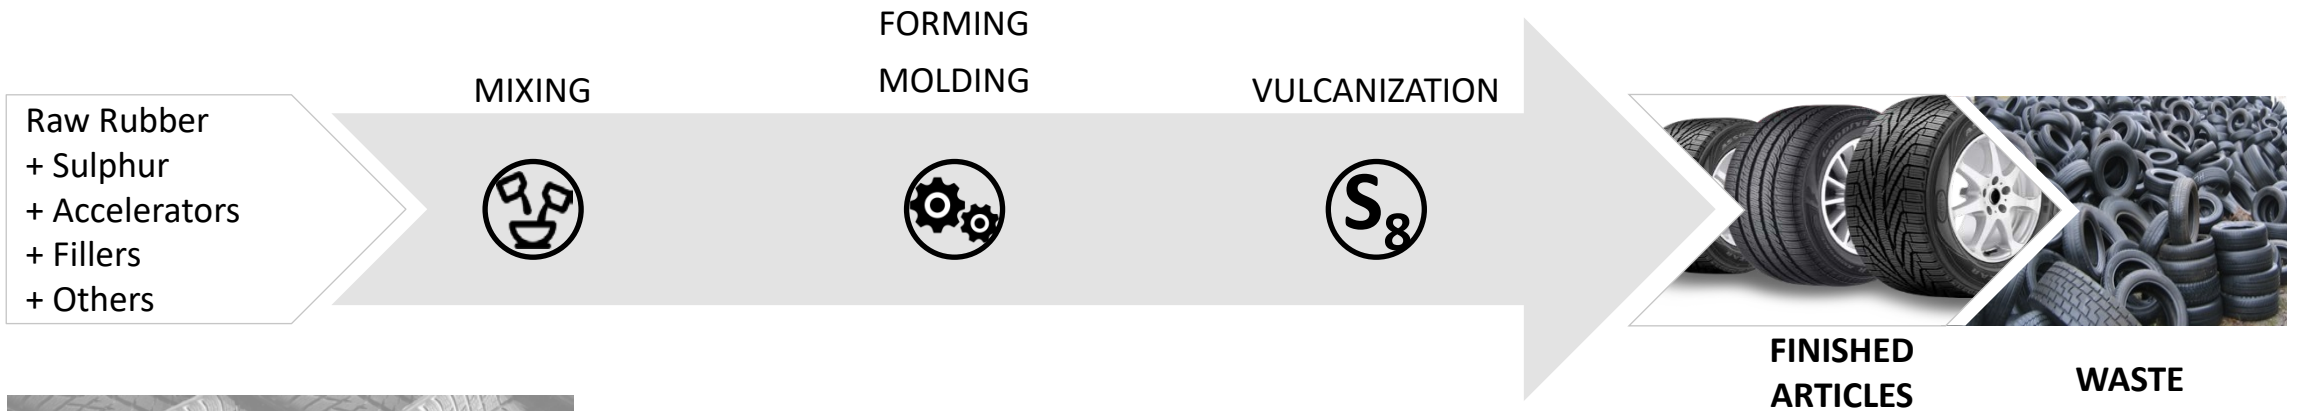 FORMING
MOLDING
MIXING
VULCANIZATION
Raw Rubber
+ Sulphur
+ Accelerators
+ Fillers
+ Others
S8
FINISHED
ARTICLES
WASTE